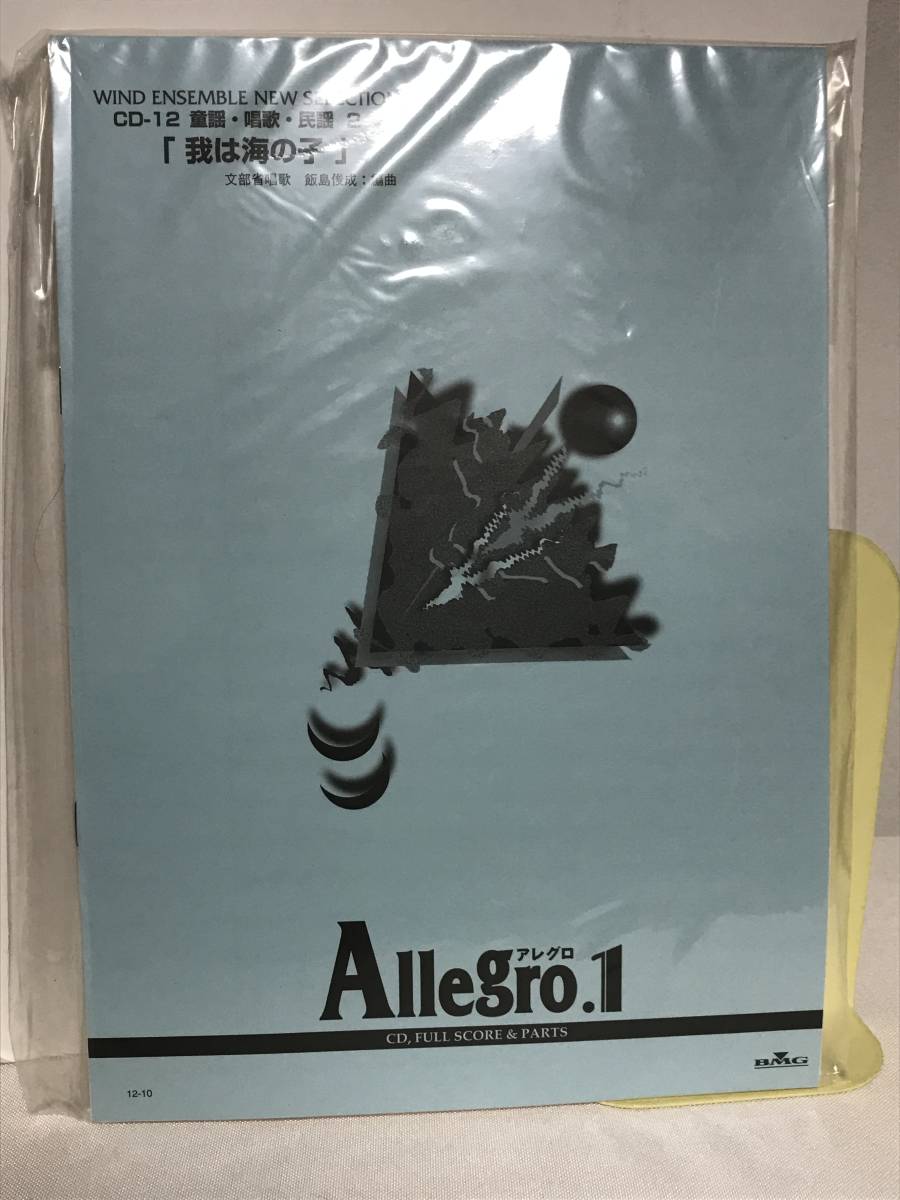 WIND ENSEMBLE NEW SELECTION
CD-12 童謡・唱歌・民謡 2
「我は海の子」
文部省唱歌 飯島俊成:編曲
アレグロ
Allegro.1
CD, FULL SCORE & PARTS
BMG
12-10